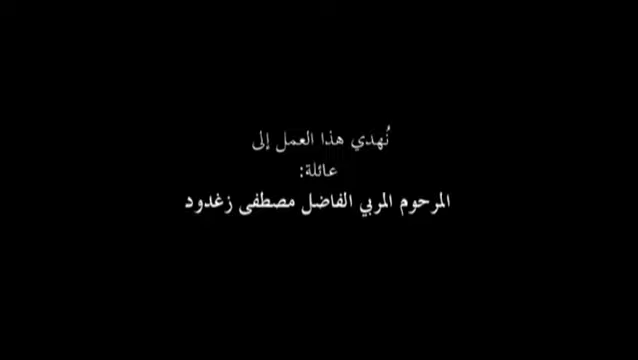 نُهدي هذا العمل إلى
عائلة:
المرحوم المربي الفاضل مصطفى زغدود